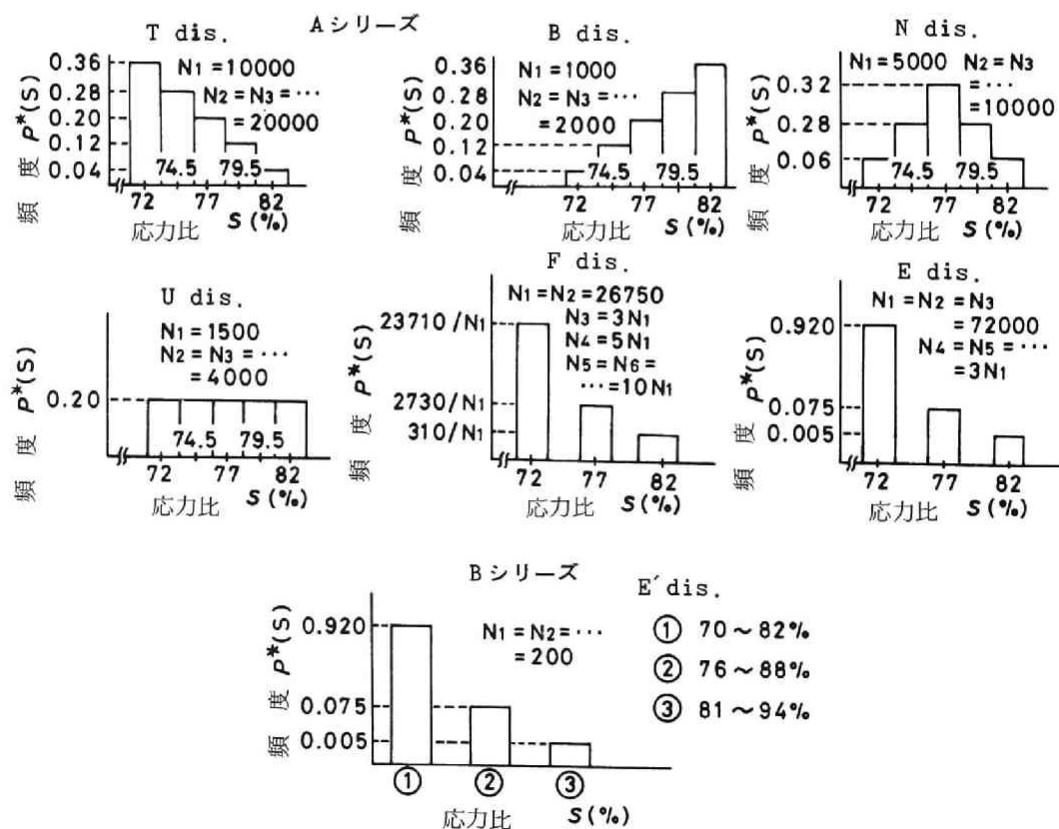 Aシリーズ
T dis.
N1=10000
N2=N3=…
=20000
頻度 P*(S)
0.36
0.28
0.20
0.12
0.04
74.5 79.5
72 77 82
応力比 S(%)
B dis.
N1=1000
N2=N3=…
=2000
頻度 P*(S)
0.36
0.28
0.20
0.12
0.04
74.5 79.5
72 77 82
応力比 S(%)
N dis.
N1=5000 N2=N3
=…
=10000
頻度 P*(S)
0.32
0.28
0.06
74.5 79.5
72 77 82
応力比 S(%)
U dis.
N1=1500
N2=N3=…
=4000
頻度 P*(S)
0.20
74.5 79.5
72 77 82
応力比 S(%)
F dis.
N1=N2=26750
N3=3N1
N4=5N1
N5=N6=
…=10N1
頻度 P*(S)
23710/N1
2730/N1
310/N1
72 77 82
応力比 S(%)
E dis.
N1=N2=N3
=72000
N4=N5=…
=3N1
頻度 P*(S)
0.920
0.075
0.005
72 77 82
応力比 S(%)
Bシリーズ
E′dis.
N1=N2=…
=200
① 70～82%
② 76～88%
③ 81～94%
頻度 P*(S)
0.920
0.075
0.005
① ② ③
応力比 S(%)